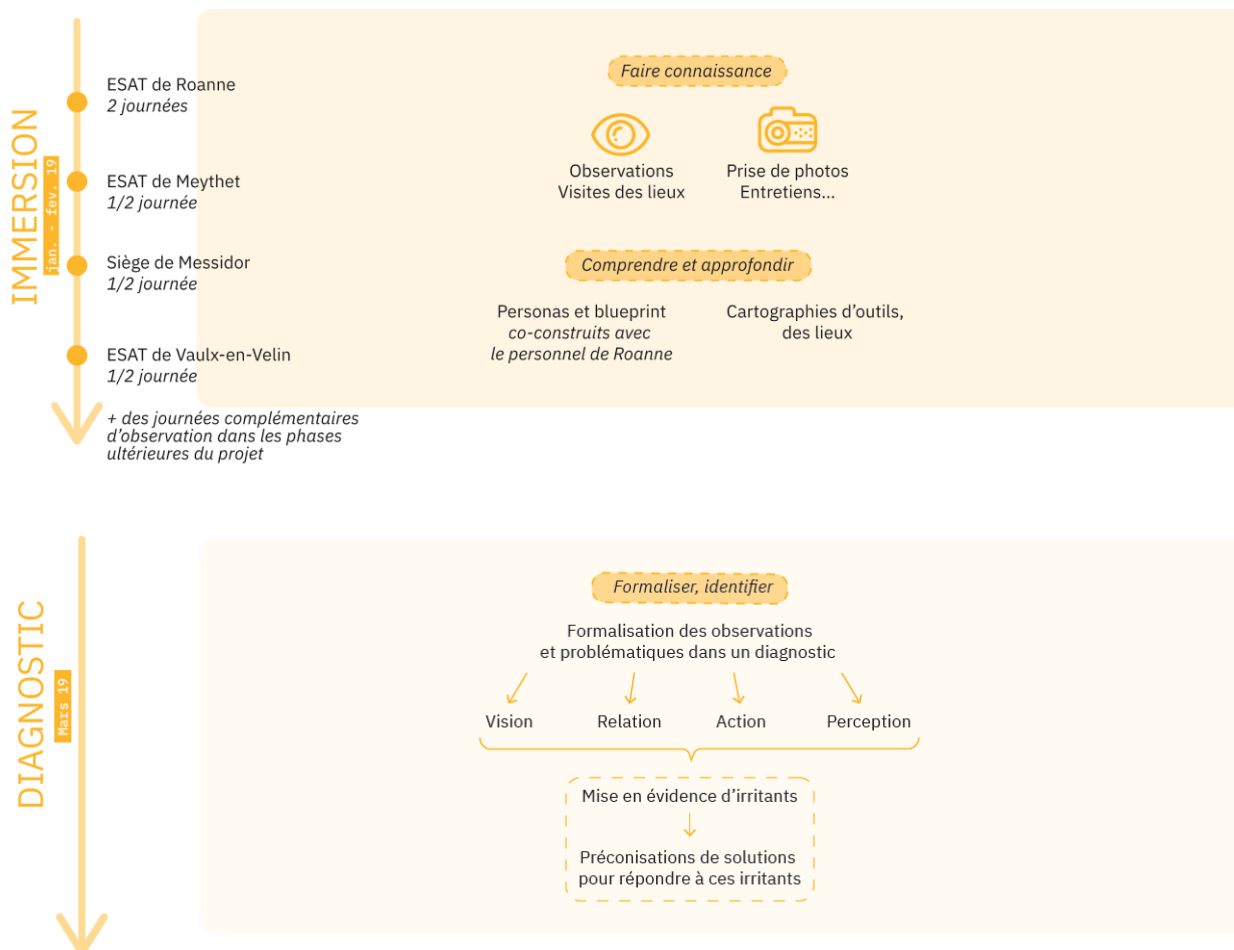 IMMERSION
jan. - fev. 19
ESAT de Roanne
2 journées
ESAT de Meythet
1/2 journée
Siège de Messidor
1/2 journée
ESAT de Vaulx-en-Velin
1/2 journée
+ des journées complémentaires
d'observation dans les phases
ultérieures du projet
Faire connaissance
Observations
Visites des lieux
Prise de photos
Entretiens...
Comprendre et approfondir
Personas et blueprint
co-construits avec
le personnel de Roanne
Cartographies d'outils,
des lieux
DIAGNOSTIC
Mars 19
Formaliser, identifier
Formalisation des observations
et problématiques dans un diagnostic
Vision
Relation
Action
Perception
Mise en évidence d'irritants
Préconisations de solutions
pour répondre à ces irritants